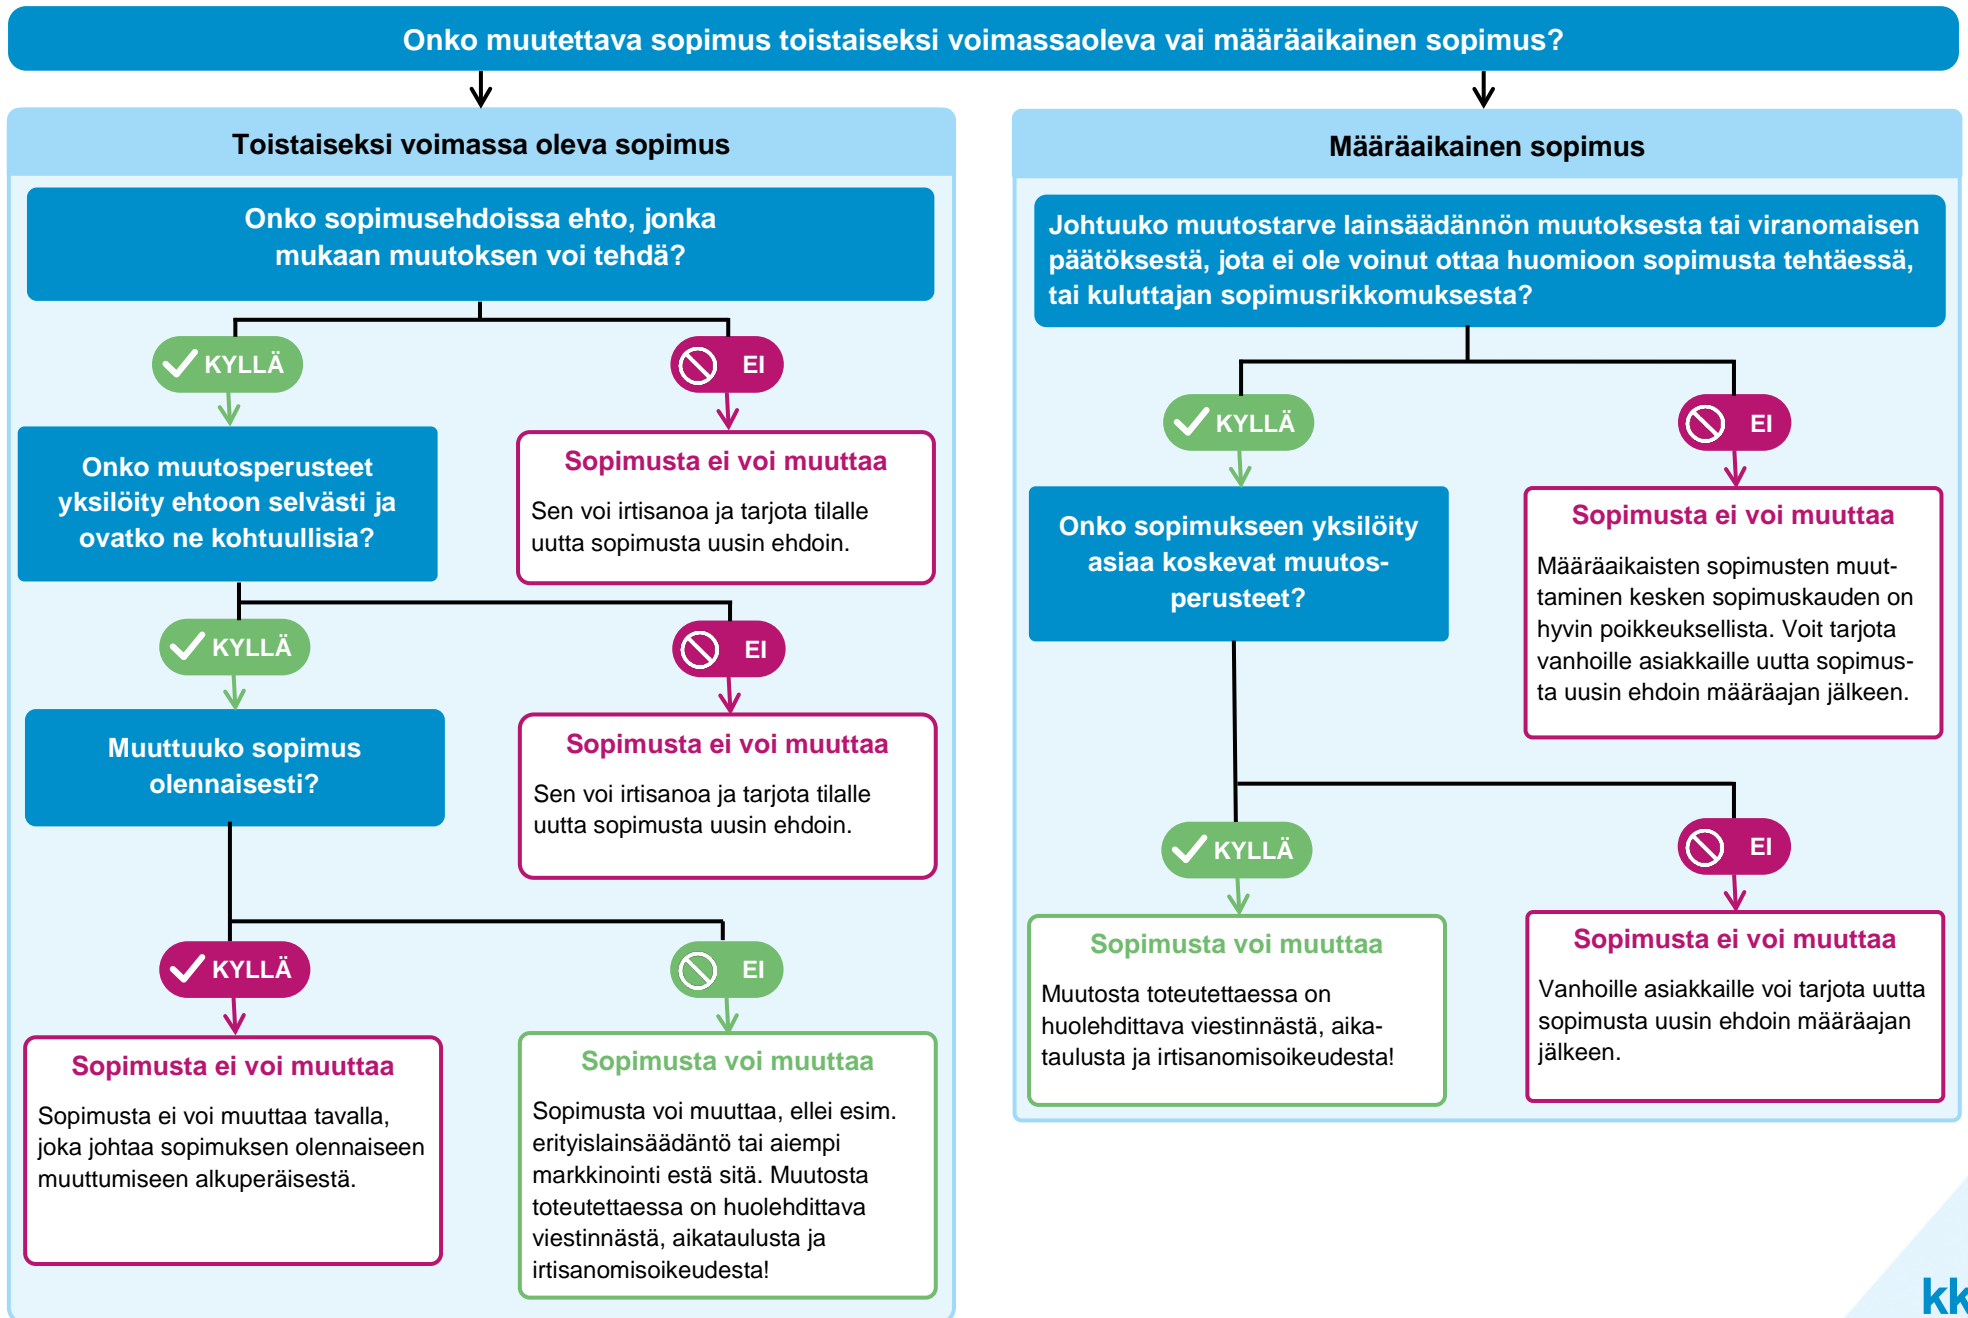 Onko muutettava sopimus toistaiseksi voimassaoleva vai määräaikainen sopimus?
Toistaiseksi voimassa oleva sopimus
Onko sopimusehdoissa ehto, jonka
mukaan muutoksen voi tehdä?
KYLLÄ
EI
Onko muutosperusteet
yksilöity ehtoon selvästi ja
ovatko ne kohtuullisia?
Sopimusta ei voi muuttaa
Sen voi irtisanoa ja tarjota tilalle
uutta sopimusta uusin ehdoin.
KYLLÄ
EI
Muuttuuko sopimus
olennaisesti?
Sopimusta ei voi muuttaa
Sen voi irtisanoa ja tarjota tilalle
uutta sopimusta uusin ehdoin.
KYLLÄ
EI
Sopimusta ei voi muuttaa
Sopimusta ei voi muuttaa tavalla,
joka johtaa sopimuksen olennaiseen
muuttumiseen alkuperäisestä.
Sopimusta voi muuttaa
Sopimusta voi muuttaa, ellei esim.
erityislainsäädäntö tai aiempi
markkinointi estä sitä. Muutosta
toteutettaessa on huolehdittava
viestinnästä, aikataulusta ja
irtisanomisoikeudesta!
Määräaikainen sopimus
Johtuuko muutostarve lainsäädännön muutoksesta tai viranomaisen
päätöksestä, jota ei ole voinut ottaa huomioon sopimusta tehtäessä,
tai kuluttajan sopimusrikkomuksesta?
KYLLÄ
EI
Onko sopimukseen yksilöity
asiaa koskevat muutos-
perusteet?
Sopimusta ei voi muuttaa
Määräaikaisten sopimusten muut-
taminen kesken sopimuskauden on
hyvin poikkeuksellista. Voit tarjota
vanhoille asiakkaille uutta sopimus-
ta uusin ehdoin määräajan jälkeen.
KYLLÄ
EI
Sopimusta voi muuttaa
Muutosta toteutettaessa on
huolehdittava viestinnästä, aika-
taulusta ja irtisanomisoikeudesta!
Sopimusta ei voi muuttaa
Vanhoille asiakkaille voi tarjota uutta
sopimusta uusin ehdoin määräajan
jälkeen.
kk